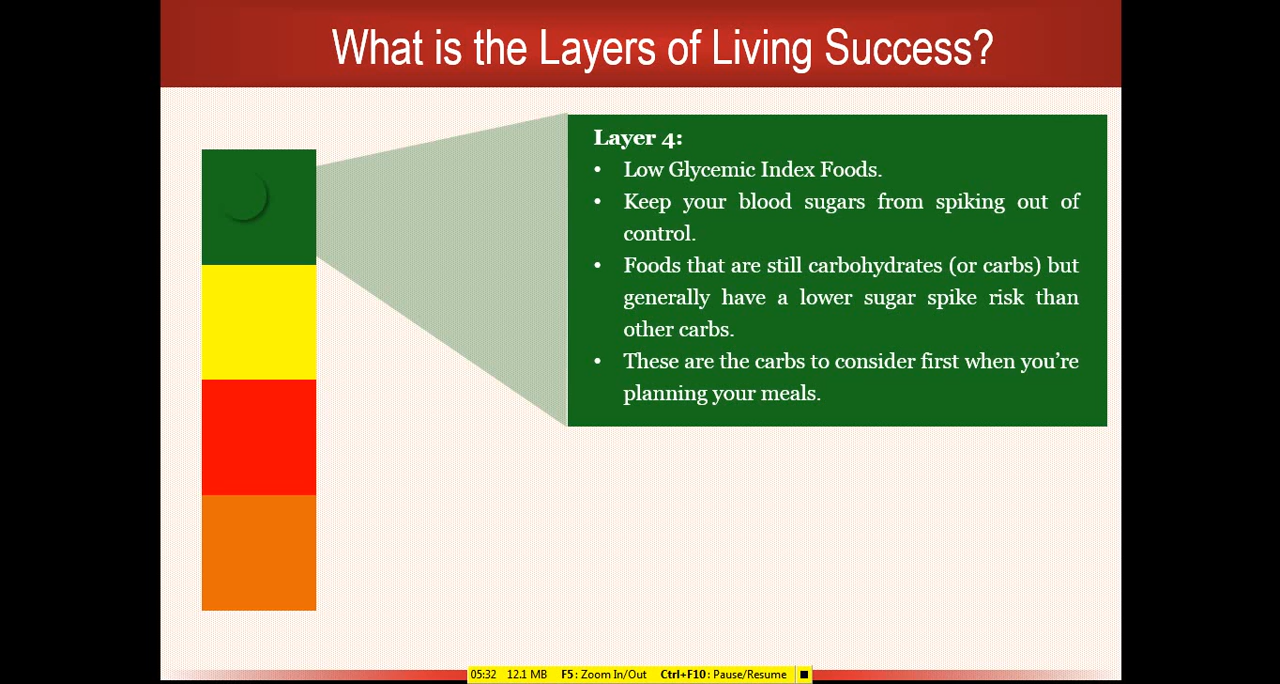 What is the Layers of Living Success?
Layer 4:
• Low Glycemic Index Foods.
• Keep your blood sugars from spiking out of
control.
• Foods that are still carbohydrates (or carbs) but
generally have a lower sugar spike risk than
other carbs.
• These are the carbs to consider first when you’re
planning your meals.
05:32 12.1 MB F5: Zoom In/Out Ctrl+F10: Pause/Resume